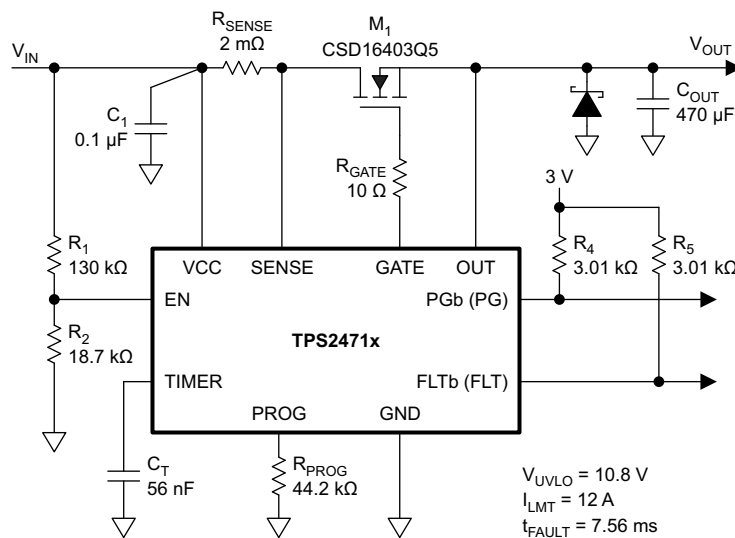 R_SENSE
2 mΩ
M_1
CSD16403Q5
V_IN
V_OUT
C_1
0.1 µF
C_OUT
470 µF
R_GATE
10 Ω
3 V
R_1
130 kΩ
R_4
3.01 kΩ
R_5
3.01 kΩ
VCC
SENSE
GATE
OUT
EN
PGb (PG)
R_2
18.7 kΩ
TPS2471x
TIMER
FLTb (FLT)
PROG
GND
C_T
56 nF
R_PROG
44.2 kΩ
V_UVLO = 10.8 V
I_LMT = 12 A
t_FAULT = 7.56 ms